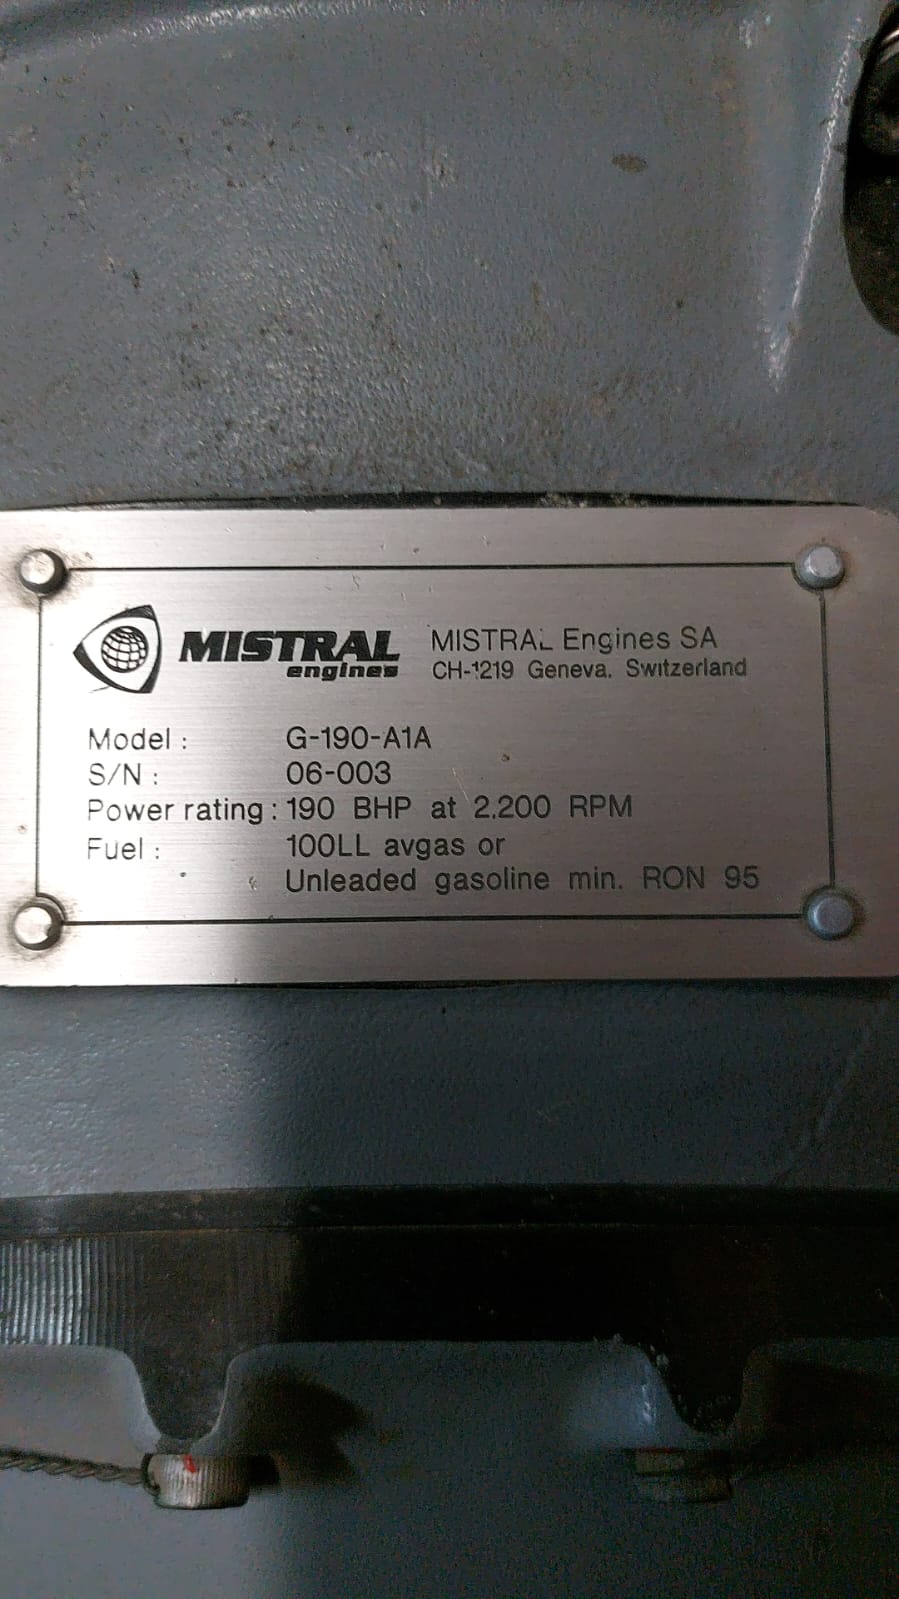 MISTRAL MISTRAL Engines SA
engines CH-1219 Geneva. Switzerland
Model : G-190-A1A
S/N : 06-003
Power rating : 190 BHP at 2.200 RPM
Fuel : 100LL avgas or
Unleaded gasoline min. RON 95